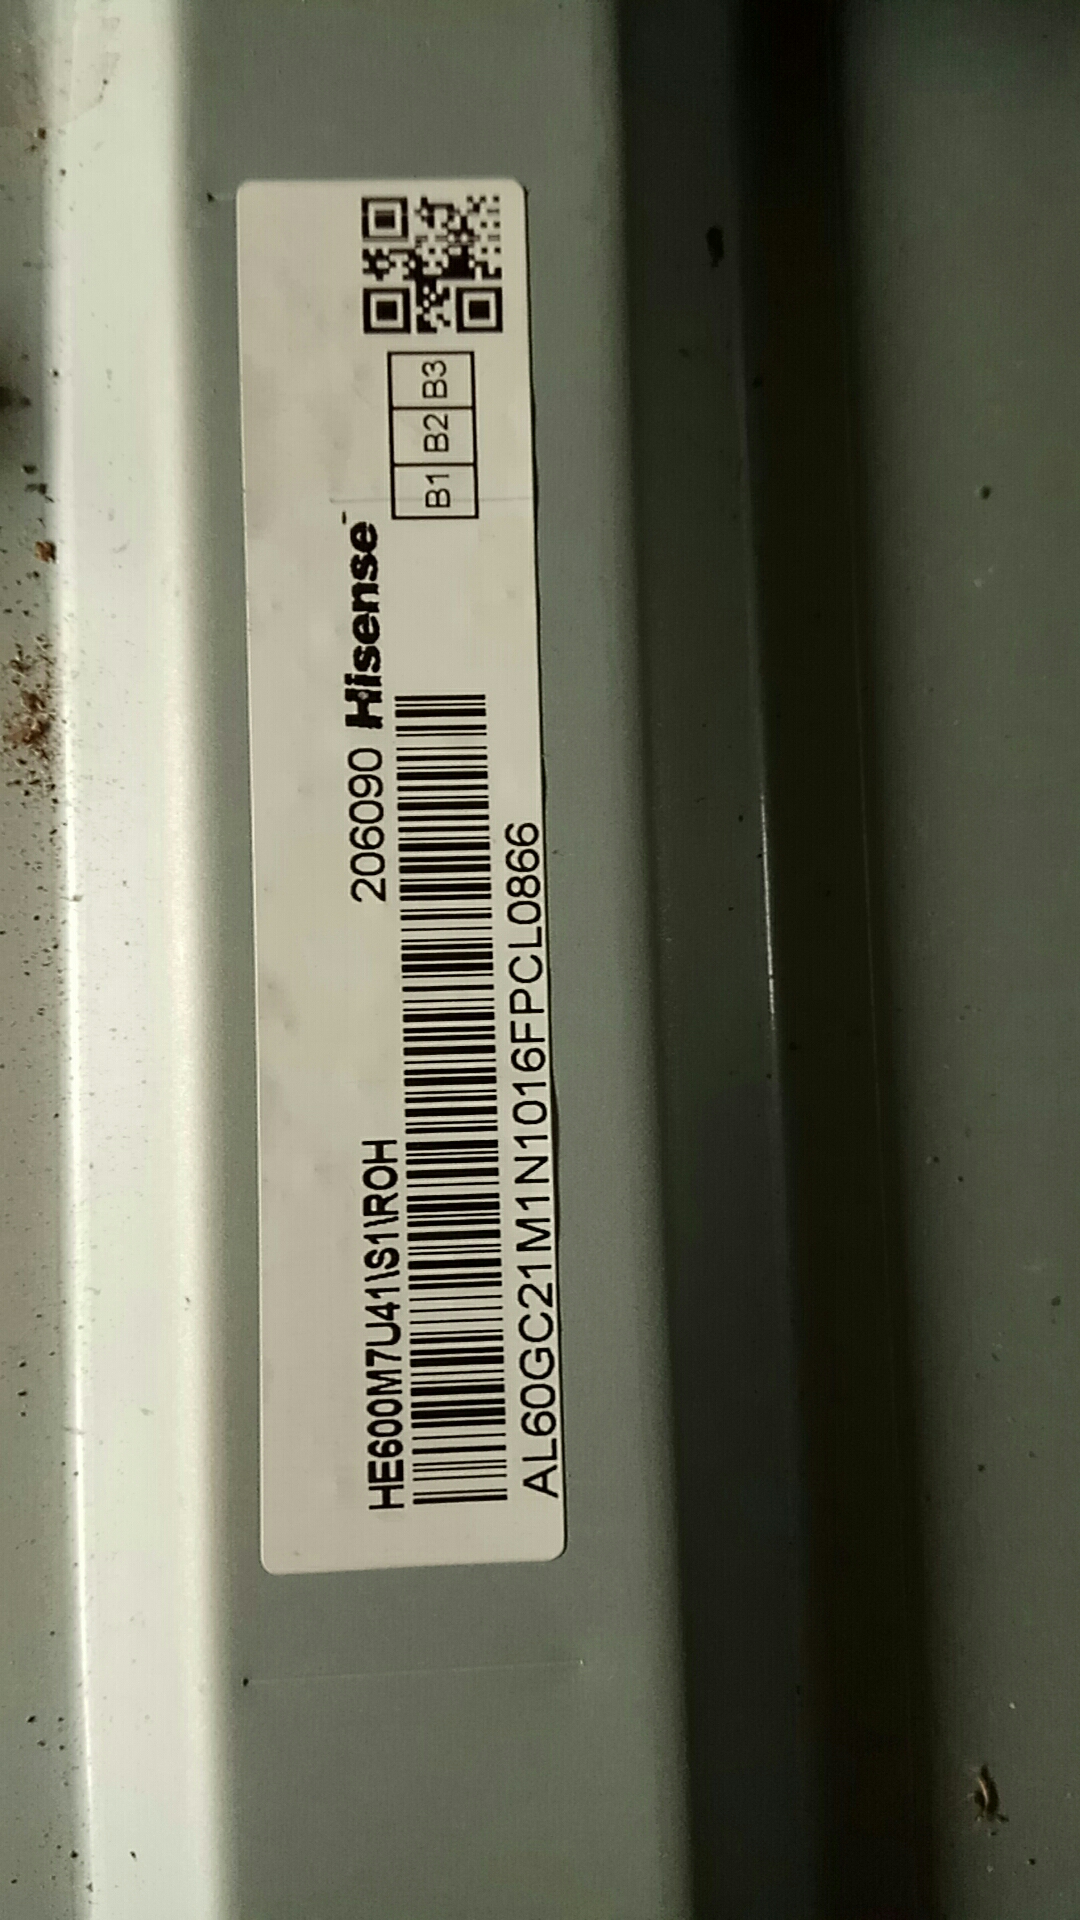 HE600M7U41\S1\ROH
206090 Hisense
B1 B2 B3
AL60GC21M1N1016FPCL0866